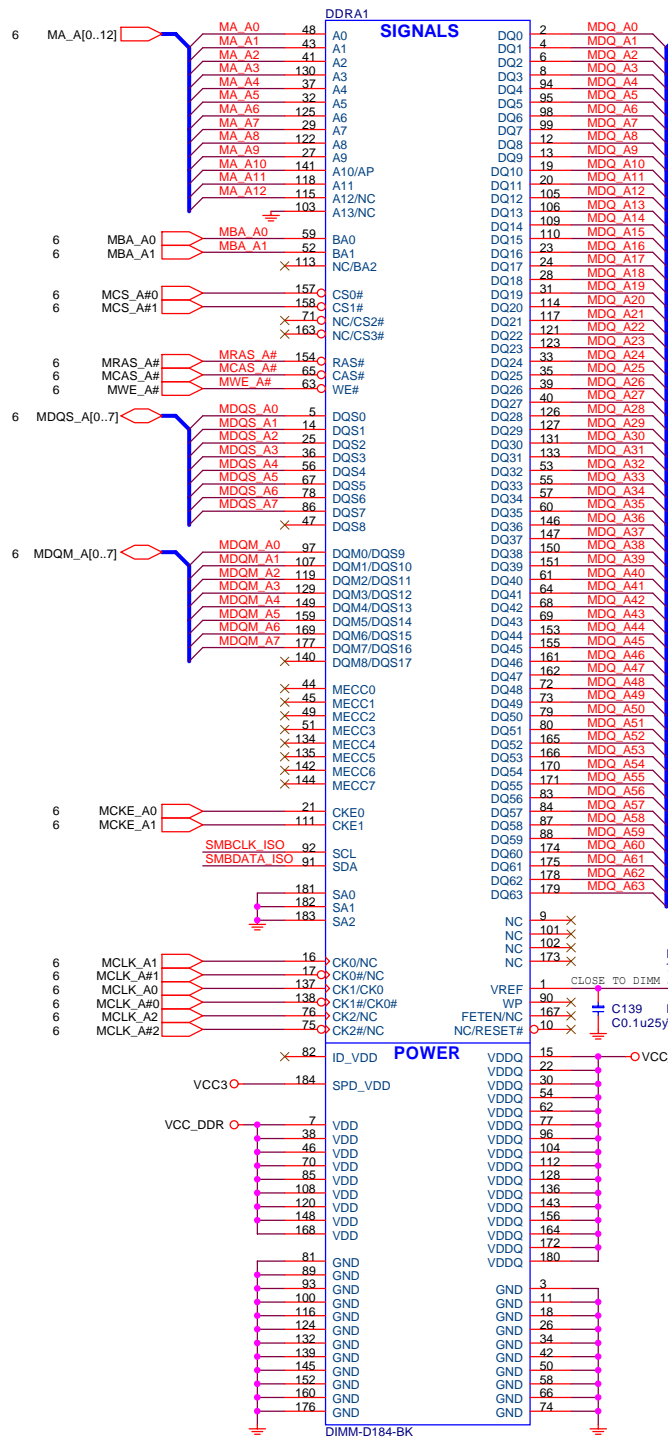 DDRA1
SIGNALS
6 MA_A[0..12] MA_A0 48 A0
MA_A1 43 A1
MA_A2 41 A2
MA_A3 130 A3
MA_A4 37 A4
MA_A5 32 A5
MA_A6 125 A6
MA_A7 29 A7
MA_A8 122 A8
MA_A9 27 A9
MA_A10 141 A10/AP
MA_A11 118 A11
MA_A12 115 A12/NC
103 A13/NC
6 MBA_A0 MBA_A0 59 BA0
6 MBA_A1 MBA_A1 52 BA1
113 NC/BA2
6 MCS_A#0 157 CS0#
6 MCS_A#1 158 CS1#
71 NC/CS2#
163 NC/CS3#
6 MRAS_A# MRAS_A# 154 RAS#
6 MCAS_A# MCAS_A# 65 CAS#
6 MWE_A# MWE_A# 63 WE#
6 MDQS_A[0..7] MDQS_A0 5 DQS0
MDQS_A1 14 DQS1
MDQS_A2 25 DQS2
MDQS_A3 36 DQS3
MDQS_A4 56 DQS4
MDQS_A5 67 DQS5
MDQS_A6 78 DQS6
MDQS_A7 86 DQS7
47 DQS8
6 MDQM_A[0..7] MDQM_A0 97 DQM0/DQS9
MDQM_A1 107 DQM1/DQS10
MDQM_A2 119 DQM2/DQS11
MDQM_A3 129 DQM3/DQS12
MDQM_A4 149 DQM4/DQS13
MDQM_A5 159 DQM5/DQS14
MDQM_A6 169 DQM6/DQS15
MDQM_A7 177 DQM7/DQS16
140 DQM8/DQS17
44 MECC0
45 MECC1
49 MECC2
51 MECC3
134 MECC4
135 MECC5
142 MECC6
144 MECC7
6 MCKE_A0 21 CKE0
6 MCKE_A1 111 CKE1
SMBCLK_ISO 92 SCL
SMBDATA_ISO 91 SDA
181 SA0
182 SA1
183 SA2
6 MCLK_A1 16 CK0/NC
6 MCLK_A#1 17 CK0#/NC
6 MCLK_A0 137 CK1/CK0
6 MCLK_A#0 138 CK1#/CK0#
6 MCLK_A2 76 CK2/NC
6 MCLK_A#2 75 CK2#/NC
DQ0 2 MDQ_A0
DQ1 4 MDQ_A1
DQ2 6 MDQ_A2
DQ3 8 MDQ_A3
DQ4 94 MDQ_A4
DQ5 95 MDQ_A5
DQ6 98 MDQ_A6
DQ7 99 MDQ_A7
DQ8 12 MDQ_A8
DQ9 13 MDQ_A9
DQ10 19 MDQ_A10
DQ11 20 MDQ_A11
DQ12 105 MDQ_A12
DQ13 106 MDQ_A13
DQ14 109 MDQ_A14
DQ15 110 MDQ_A15
DQ16 23 MDQ_A16
DQ17 24 MDQ_A17
DQ18 28 MDQ_A18
DQ19 31 MDQ_A19
DQ20 114 MDQ_A20
DQ21 117 MDQ_A21
DQ22 121 MDQ_A22
DQ23 123 MDQ_A23
DQ24 33 MDQ_A24
DQ25 35 MDQ_A25
DQ26 39 MDQ_A26
DQ27 40 MDQ_A27
DQ28 126 MDQ_A28
DQ29 127 MDQ_A29
DQ30 131 MDQ_A30
DQ31 133 MDQ_A31
DQ32 53 MDQ_A32
DQ33 55 MDQ_A33
DQ34 57 MDQ_A34
DQ35 60 MDQ_A35
DQ36 146 MDQ_A36
DQ37 147 MDQ_A37
DQ38 150 MDQ_A38
DQ39 151 MDQ_A39
DQ40 61 MDQ_A40
DQ41 64 MDQ_A41
DQ42 68 MDQ_A42
DQ43 69 MDQ_A43
DQ44 153 MDQ_A44
DQ45 155 MDQ_A45
DQ46 161 MDQ_A46
DQ47 162 MDQ_A47
DQ48 72 MDQ_A48
DQ49 73 MDQ_A49
DQ50 79 MDQ_A50
DQ51 80 MDQ_A51
DQ52 165 MDQ_A52
DQ53 166 MDQ_A53
DQ54 170 MDQ_A54
DQ55 171 MDQ_A55
DQ56 83 MDQ_A56
DQ57 84 MDQ_A57
DQ58 87 MDQ_A58
DQ59 88 MDQ_A59
DQ60 174 MDQ_A60
DQ61 175 MDQ_A61
DQ62 178 MDQ_A62
DQ63 179 MDQ_A63
NC 9
NC 101
NC 102
NC 173
VREF 1 CLOSE TO DIMM
WP 90
FETEN/NC 167
NC/RESET# 10
C139
C0.1u25y
POWER
82 ID_VDD
VCC3 184 SPD_VDD
VCC_DDR 7 VDD
38 VDD
46 VDD
70 VDD
85 VDD
108 VDD
120 VDD
148 VDD
168 VDD
81 GND
89 GND
93 GND
100 GND
116 GND
124 GND
132 GND
139 GND
145 GND
152 GND
160 GND
176 GND
VDDQ 15 VCC
VDDQ 22
VDDQ 30
VDDQ 54
VDDQ 62
VDDQ 77
VDDQ 96
VDDQ 104
VDDQ 112
VDDQ 128
VDDQ 136
VDDQ 143
VDDQ 156
VDDQ 164
VDDQ 172
VDDQ 180
GND 3
GND 11
GND 18
GND 26
GND 34
GND 42
GND 50
GND 58
GND 66
GND 74
DIMM-D184-BK